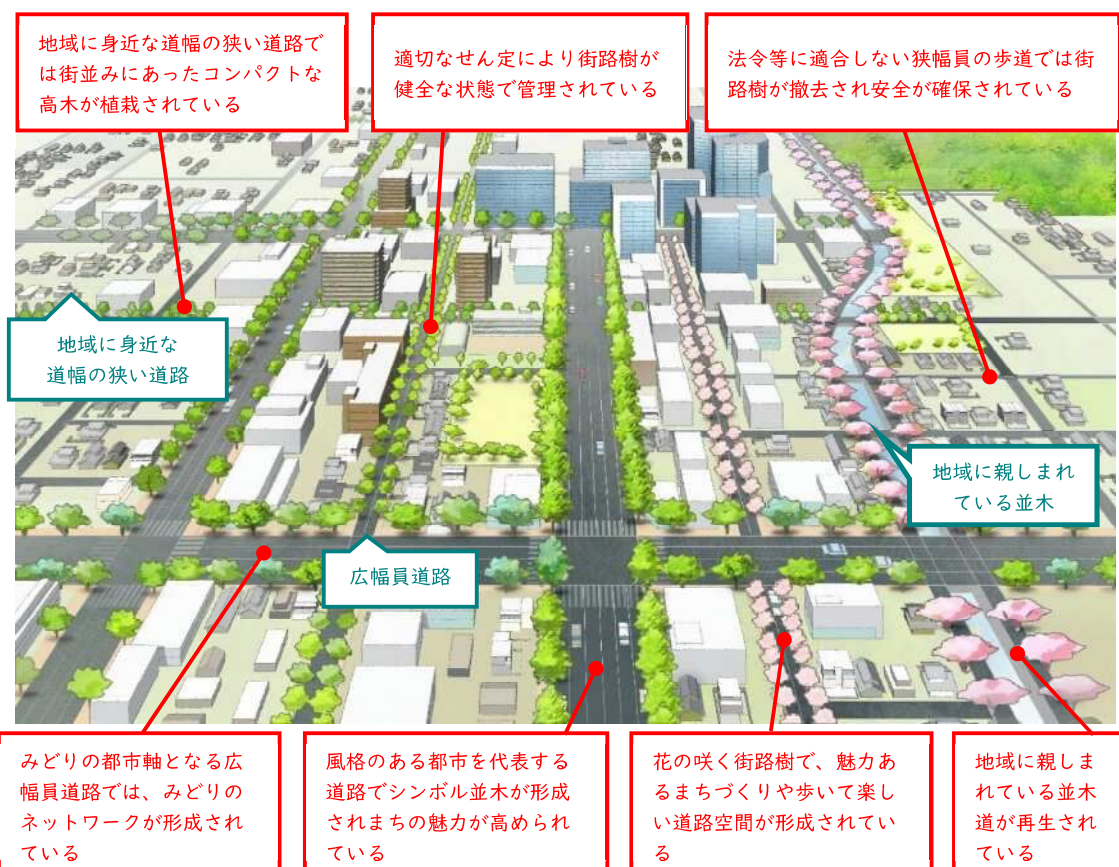 地域に身近な道幅の狭い道路で
は街並みにあったコンパクトな
高木が植栽されている
適切なせん定により街路樹が
健全な状態で管理されている
法令等に適合しない狭幅員の歩道では街
路樹が撤去され安全が確保されている
地域に身近な
道幅の狭い道路
地域に親しまれ
ている並木
広幅員道路
みどりの都市軸となる広
幅員道路では、みどりの
ネットワークが形成され
ている
風格のある都市を代表する
道路でシンボル並木が形成
されまちの魅力が高められ
ている
花の咲く街路樹で、魅力あ
るまちづくりや歩いて楽し
い道路空間が形成されてい
る
地域に親しま
れている並木
道が再生され
ている